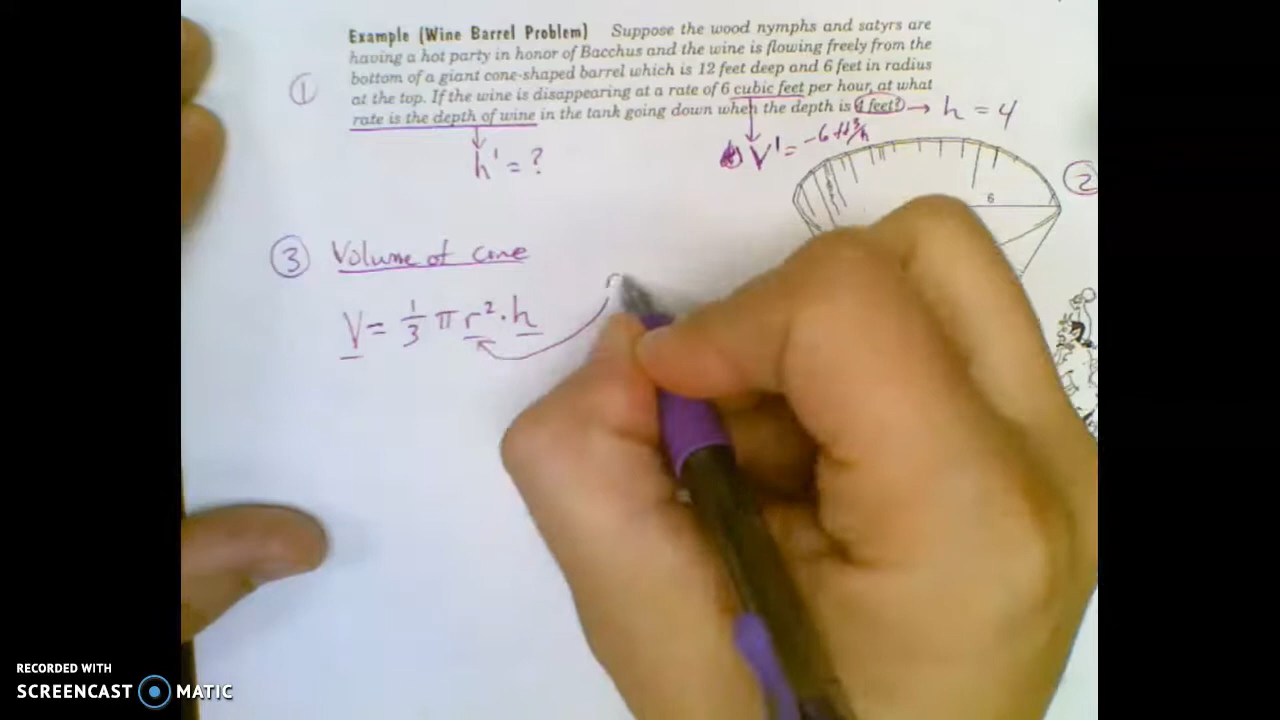 Example (Wine Barrel Problem) Suppose the wood nymphs and satyrs are
having a hot party in honor of Bacchus and the wine is flowing freely from the
bottom of a giant cone-shaped barrel which is 12 feet deep and 6 feet in radius
① at the top. If the wine is disappearing at a rate of 6 cubic feet per hour, at what
rate is the depth of wine in the tank going down when the depth is 4 feet? → h = 4
h' = ?
V' = -6 ft³/h
②
6
③ Volume of cone
V = 1/3 π r² · h
RECORDED WITH
SCREENCAST MATIC